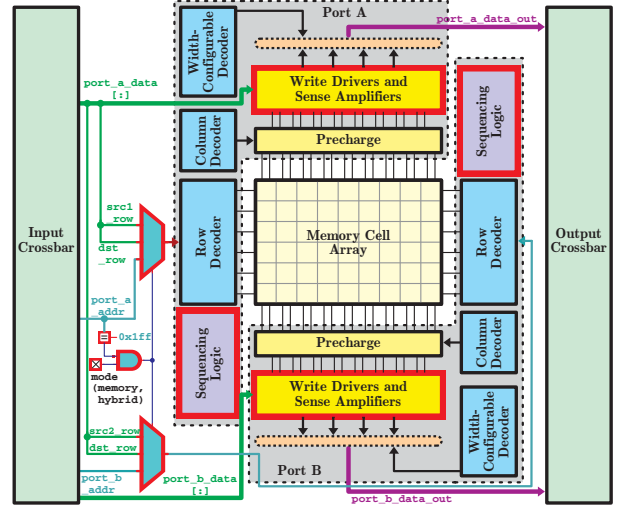 Port A
port_a_data_out
Width-
Configurable
Decoder
Write Drivers and
Sense Amplifiers
port_a_data
[:]
Column
Decoder
Precharge
Sequencing
Logic
Input
Crossbar
src1
_row
dst
_row
Row
Decoder
Memory Cell
Array
Row
Decoder
Output
Crossbar
port_a
_addr
=
0x1ff
mode
(memory,
hybrid)
Sequencing
Logic
Precharge
Column
Decoder
Write Drivers and
Sense Amplifiers
Width-
Configurable
Decoder
src2_row
dst_row
port_b
_addr
port_b_data
[:]
Port B
port_b_data_out